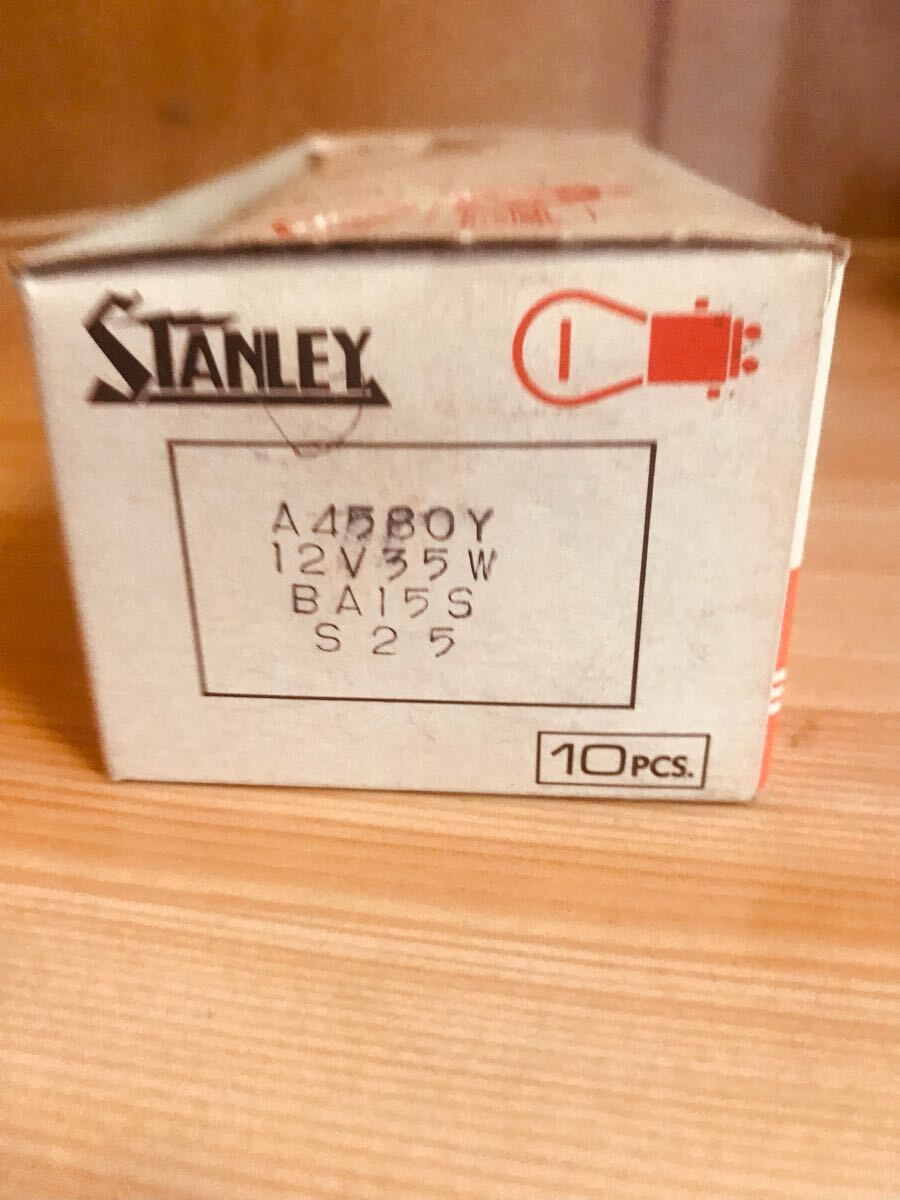 STANLEY
A4580Y
12V35W
BA15S
S25
10PCS.